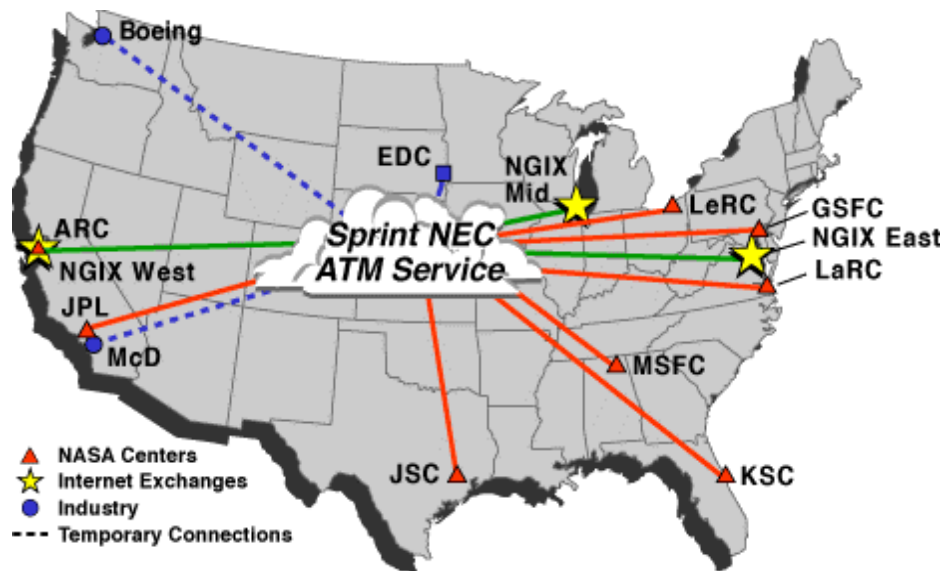 Boeing
EDC
NGIX
Mid
LeRC
GSFC
NGIX East
LaRC
ARC
NGIX West
Sprint NEC
ATM Service
JPL
McD
MSFC
JSC
KSC
NASA Centers
Internet Exchanges
Industry
Temporary Connections